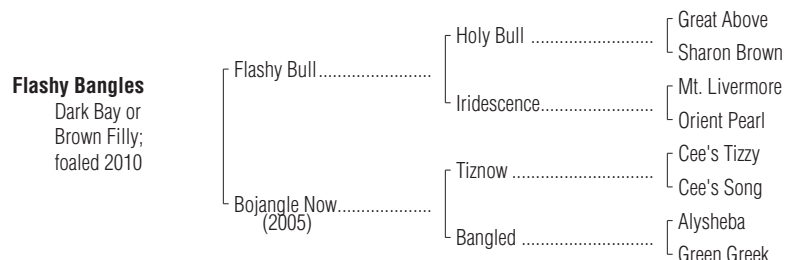 Flashy Bangles
Dark Bay or
Brown Filly;
foaled 2010
Flashy Bull
Bojangle Now
(2005)
Holy Bull
Iridescence
Tiznow
Bangled
Great Above
Sharon Brown
Mt. Livermore
Orient Pearl
Cee's Tizzy
Cee's Song
Alysheba
Green Greek